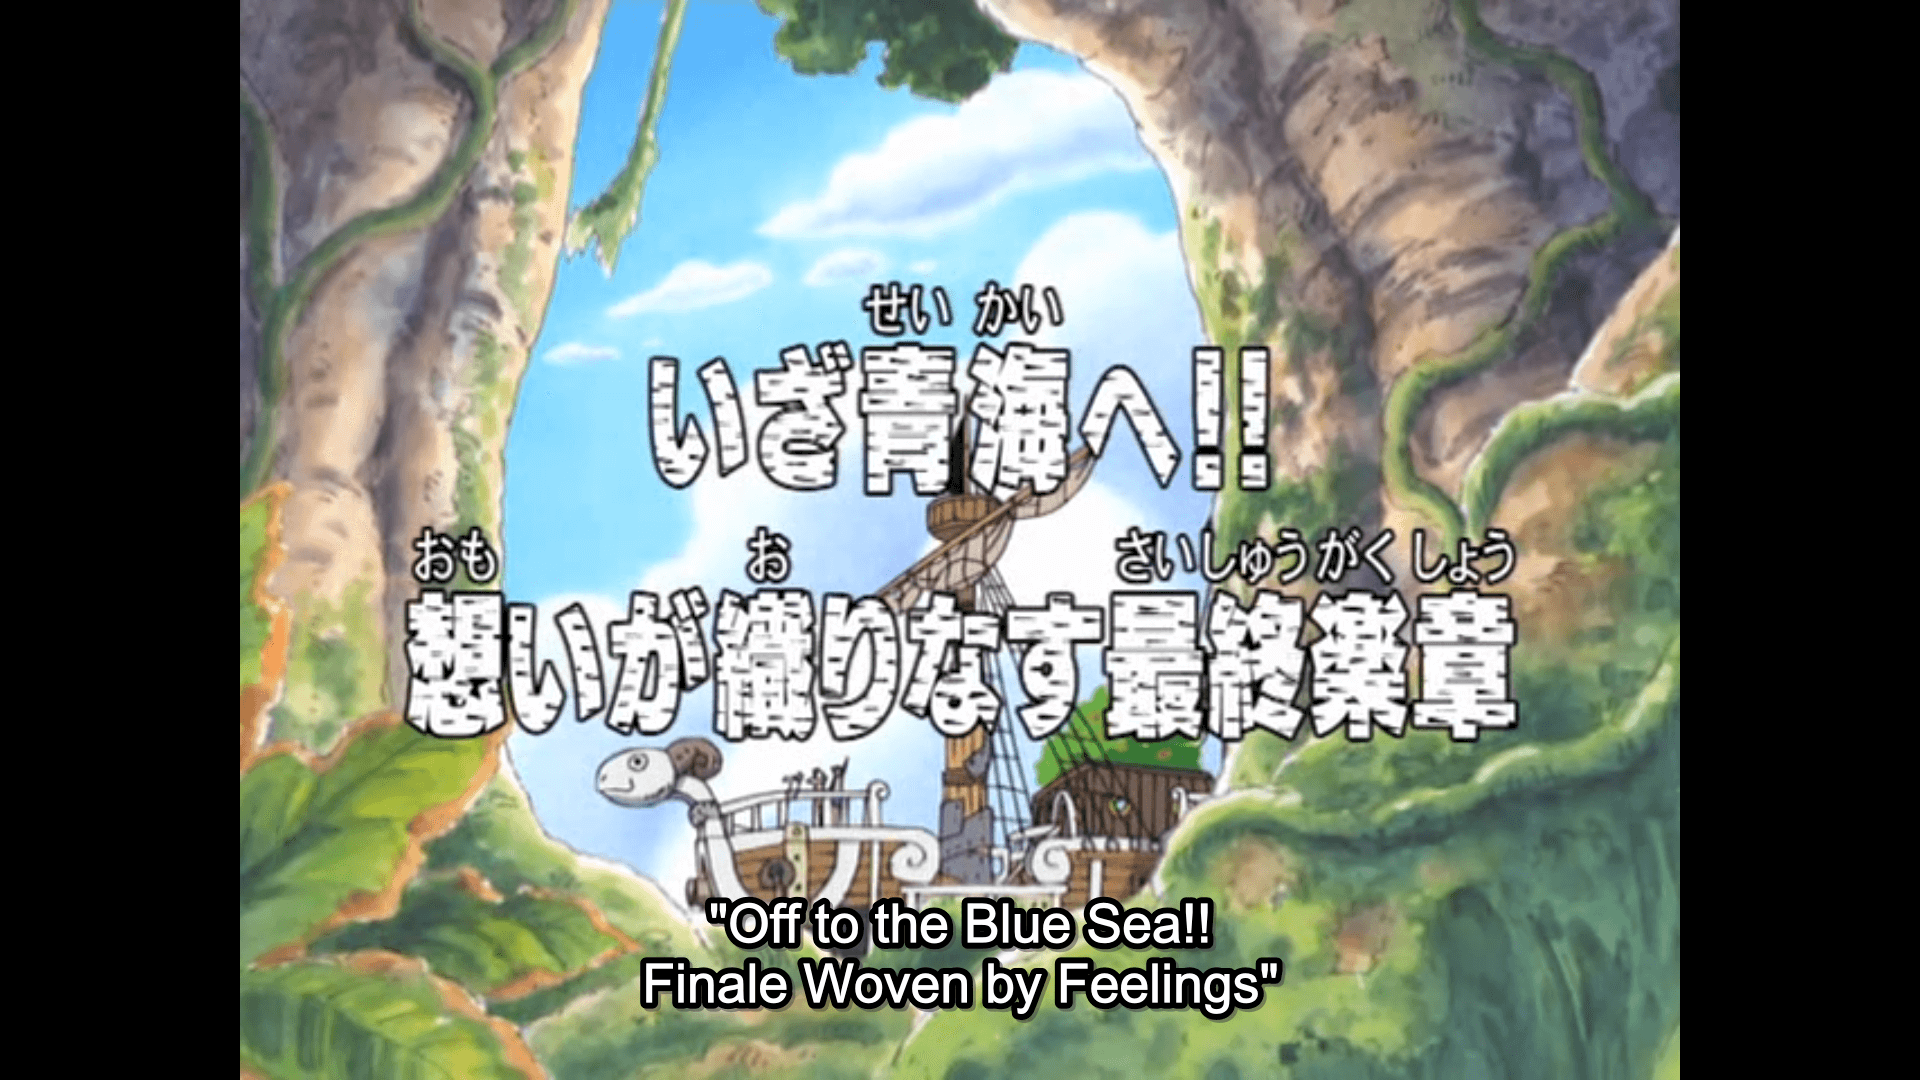 せい かい
いざ青海へ!!
おも お さいしゅうがくしょう
想いが織りなす最終楽章
"Off to the Blue Sea!!
Finale Woven by Feelings"